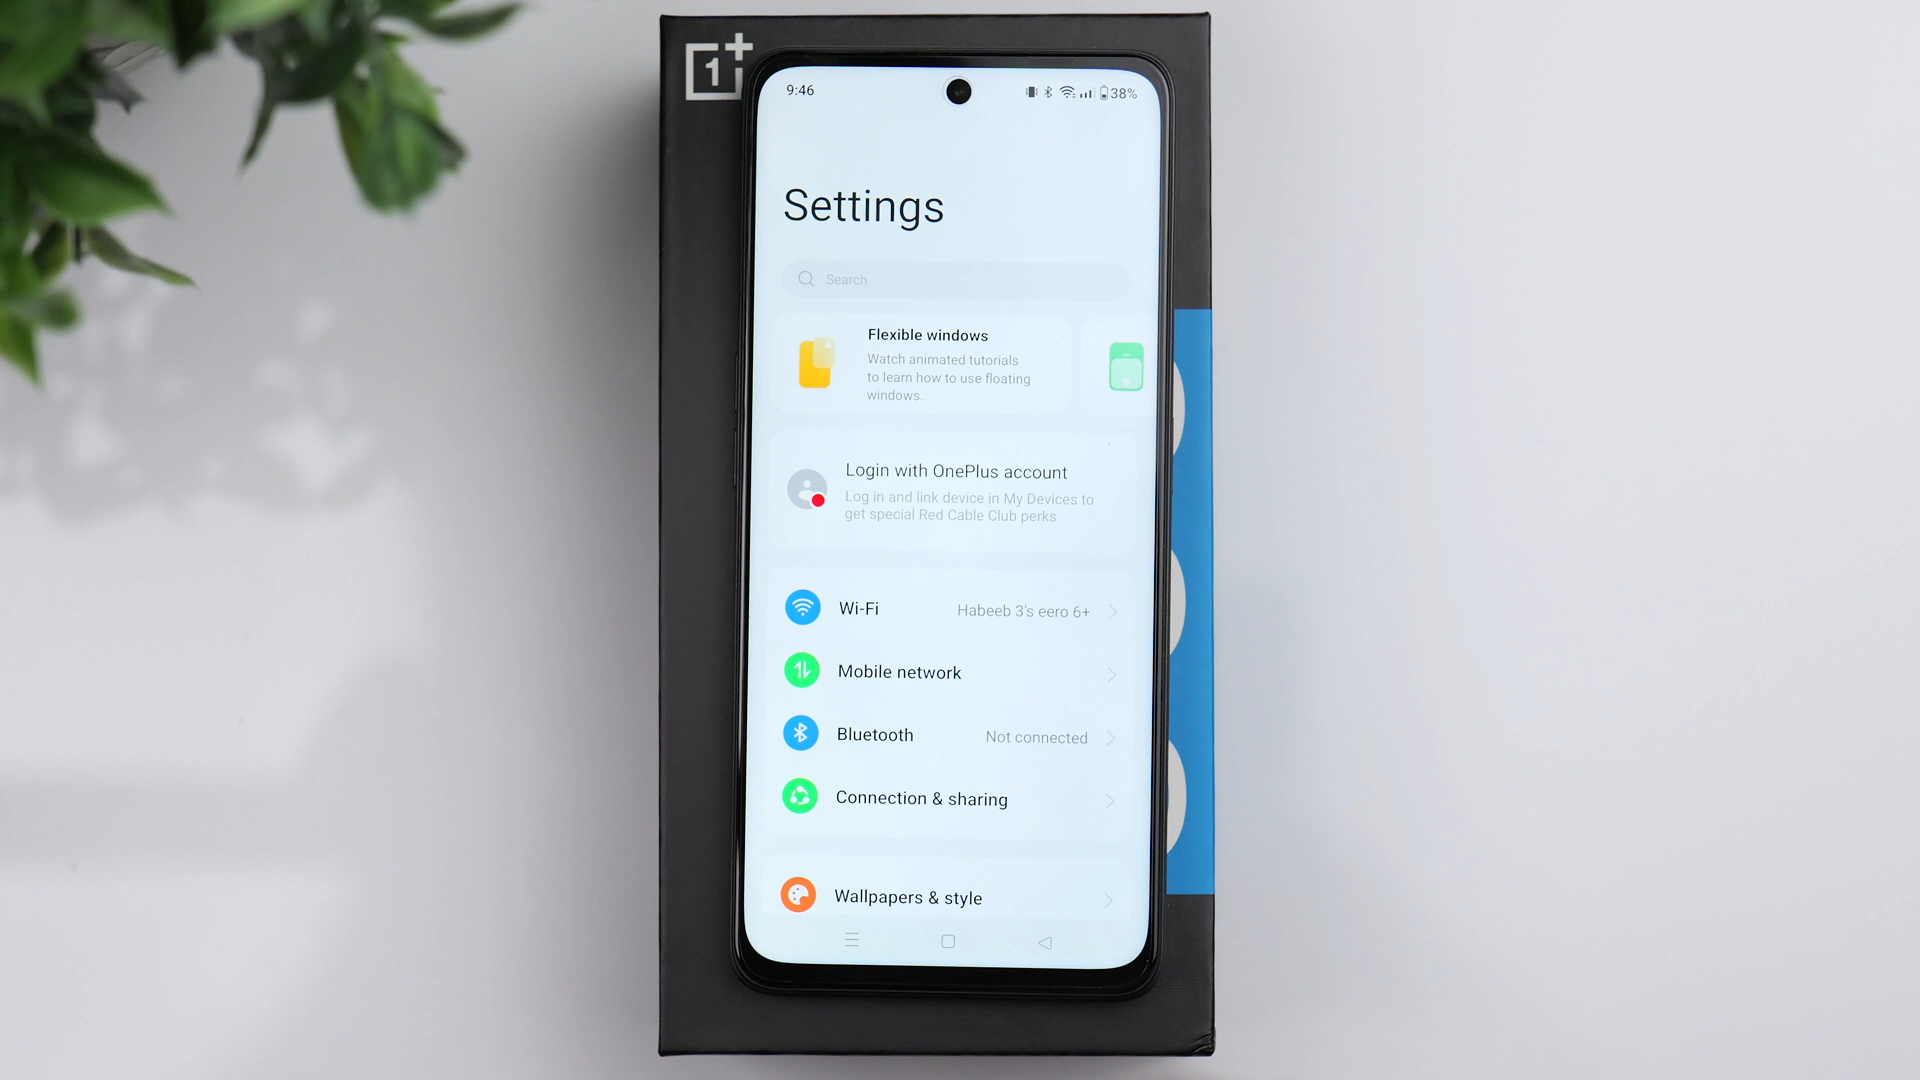 1+
9:46
38%
Settings
Search
Flexible windows
Watch animated tutorials
to learn how to use floating
windows.
Login with OnePlus account
Log in and link device in My Devices to
get special Red Cable Club perks
Wi-Fi Habeeb 3's eero 6+
Mobile network
Bluetooth Not connected
Connection & sharing
Wallpapers & style